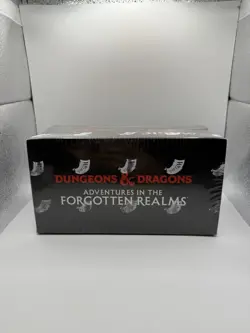 DUNGEONS & DRAGONS
ADVENTURES IN THE
FORGOTTEN REALMS